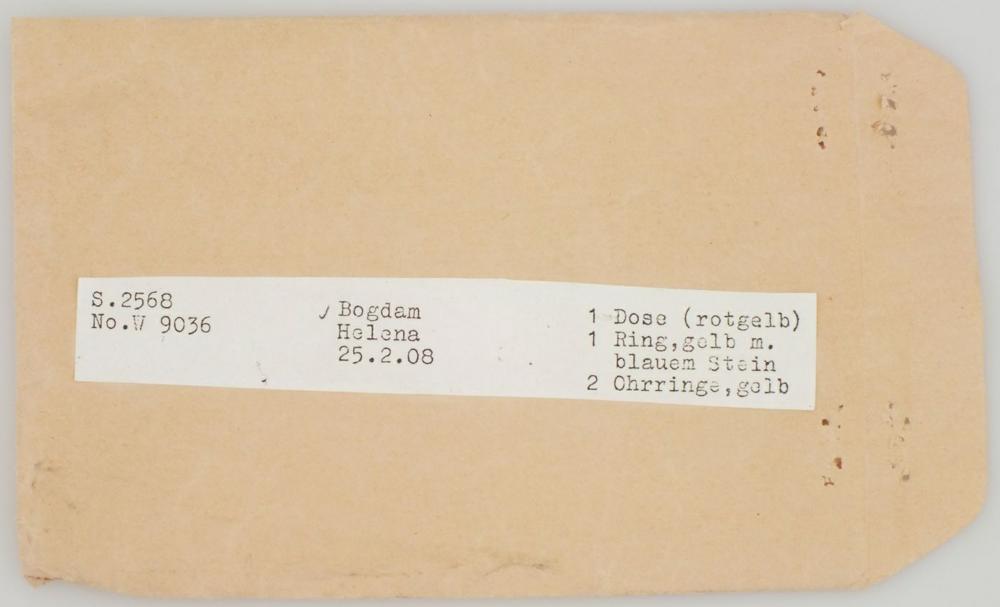 S.2568
No.W 9036
Bogdam
Helena
25.2.08
1 Dose (rotgelb)
1 Ring,gelb m.
blauem Stein
2 Ohrringe,gelb